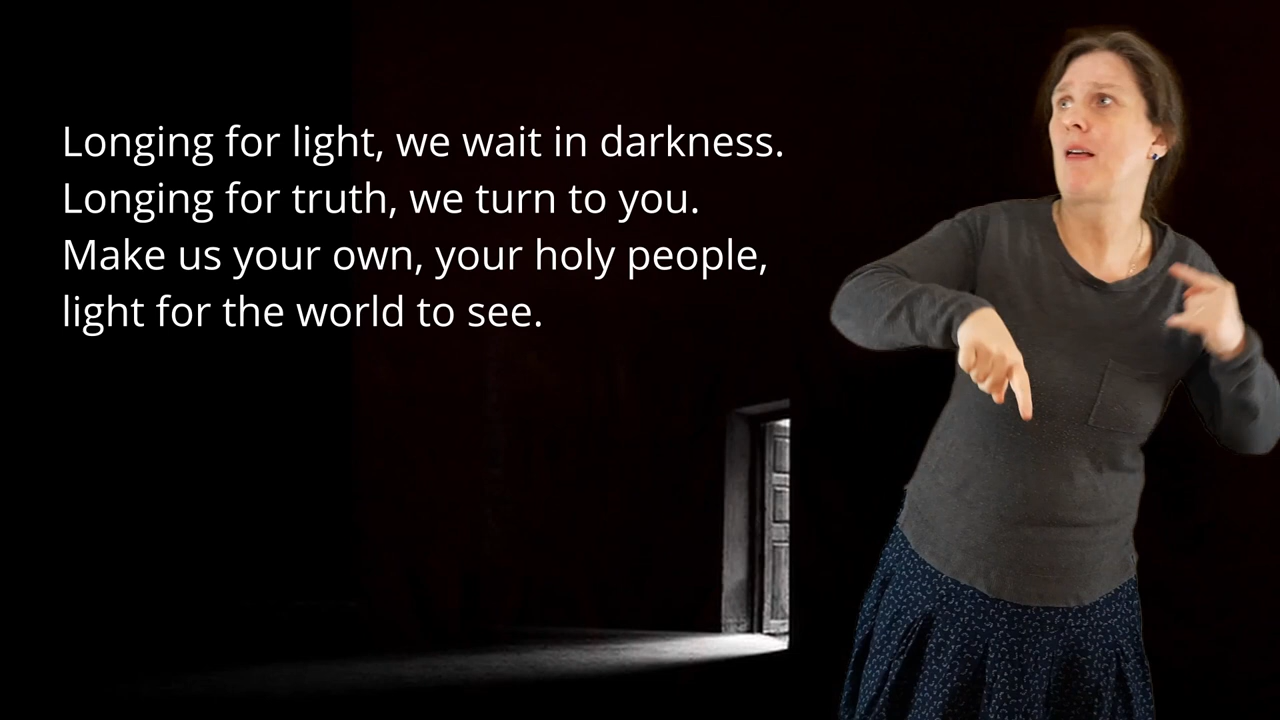 Longing for light, we wait in darkness.
Longing for truth, we turn to you.
Make us your own, your holy people,
light for the world to see.